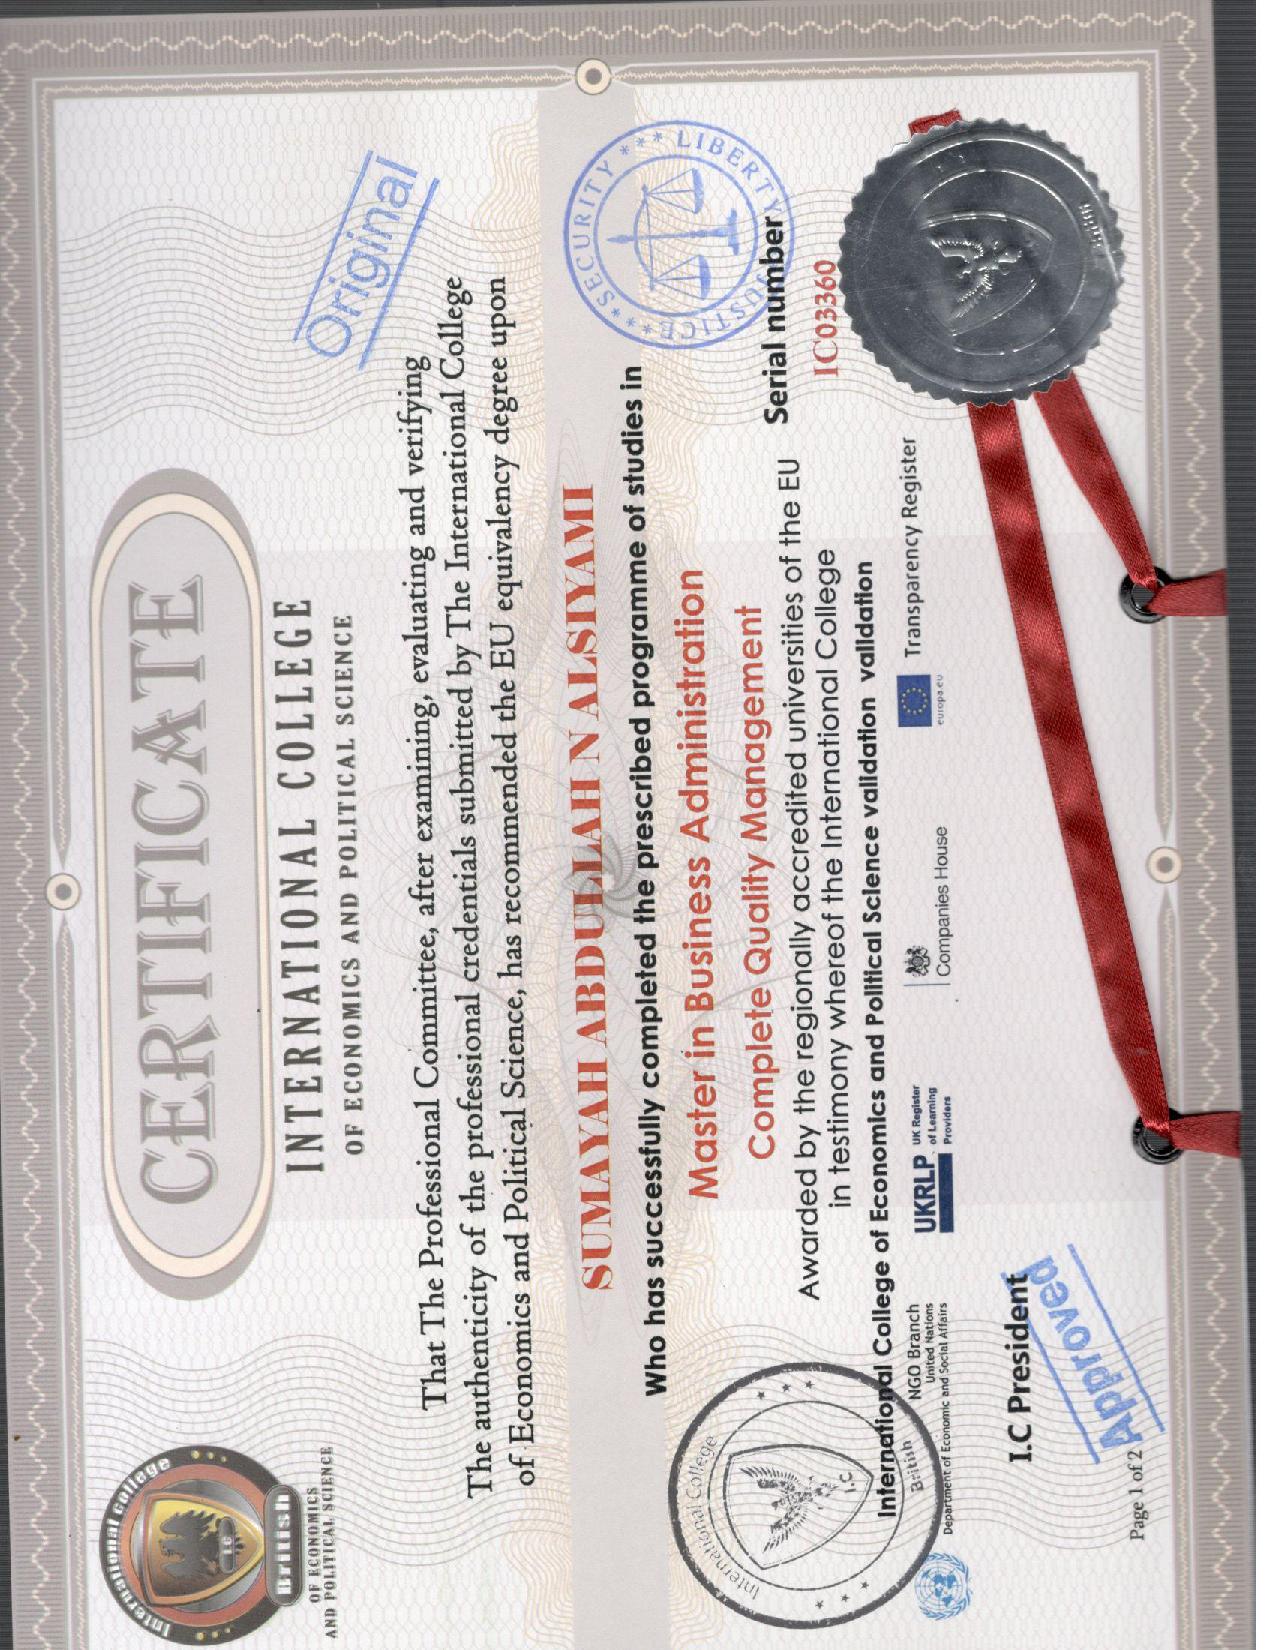 International college
I.C
British
OF ECONOMICS
AND POLITICAL SCIENCE
CERTIFICATE
INTERNATIONAL COLLEGE
OF ECONOMICS AND POLITICAL SCIENCE
Original
That The Professional Committee, after examining, evaluating and verifying
The authenticity of the professional credentials submitted by The International College
of Economics and Political Science, has recommended the EU equivalency degree upon
SUMAYAH ABDULLAH N ALSIYAMI
Who has successfully completed the prescribed programme of studies in
Master in Business Administration
Complete Quality Management
Awarded by the regionally accredited universities of the EU
in testimony whereof the International College
SECURITY
LIBERTY
JUSTICE
Serial number
IC03360
International College
I.C
British
International College of Economics and Political Science validation validation
NGO Branch
United Nations
Department of Economic and Social Affairs
UKRLP
UK Register
of Learning
Providers
Companies House
europa.eu
Transparency Register
I.C President
Approved
Page 1 of 2